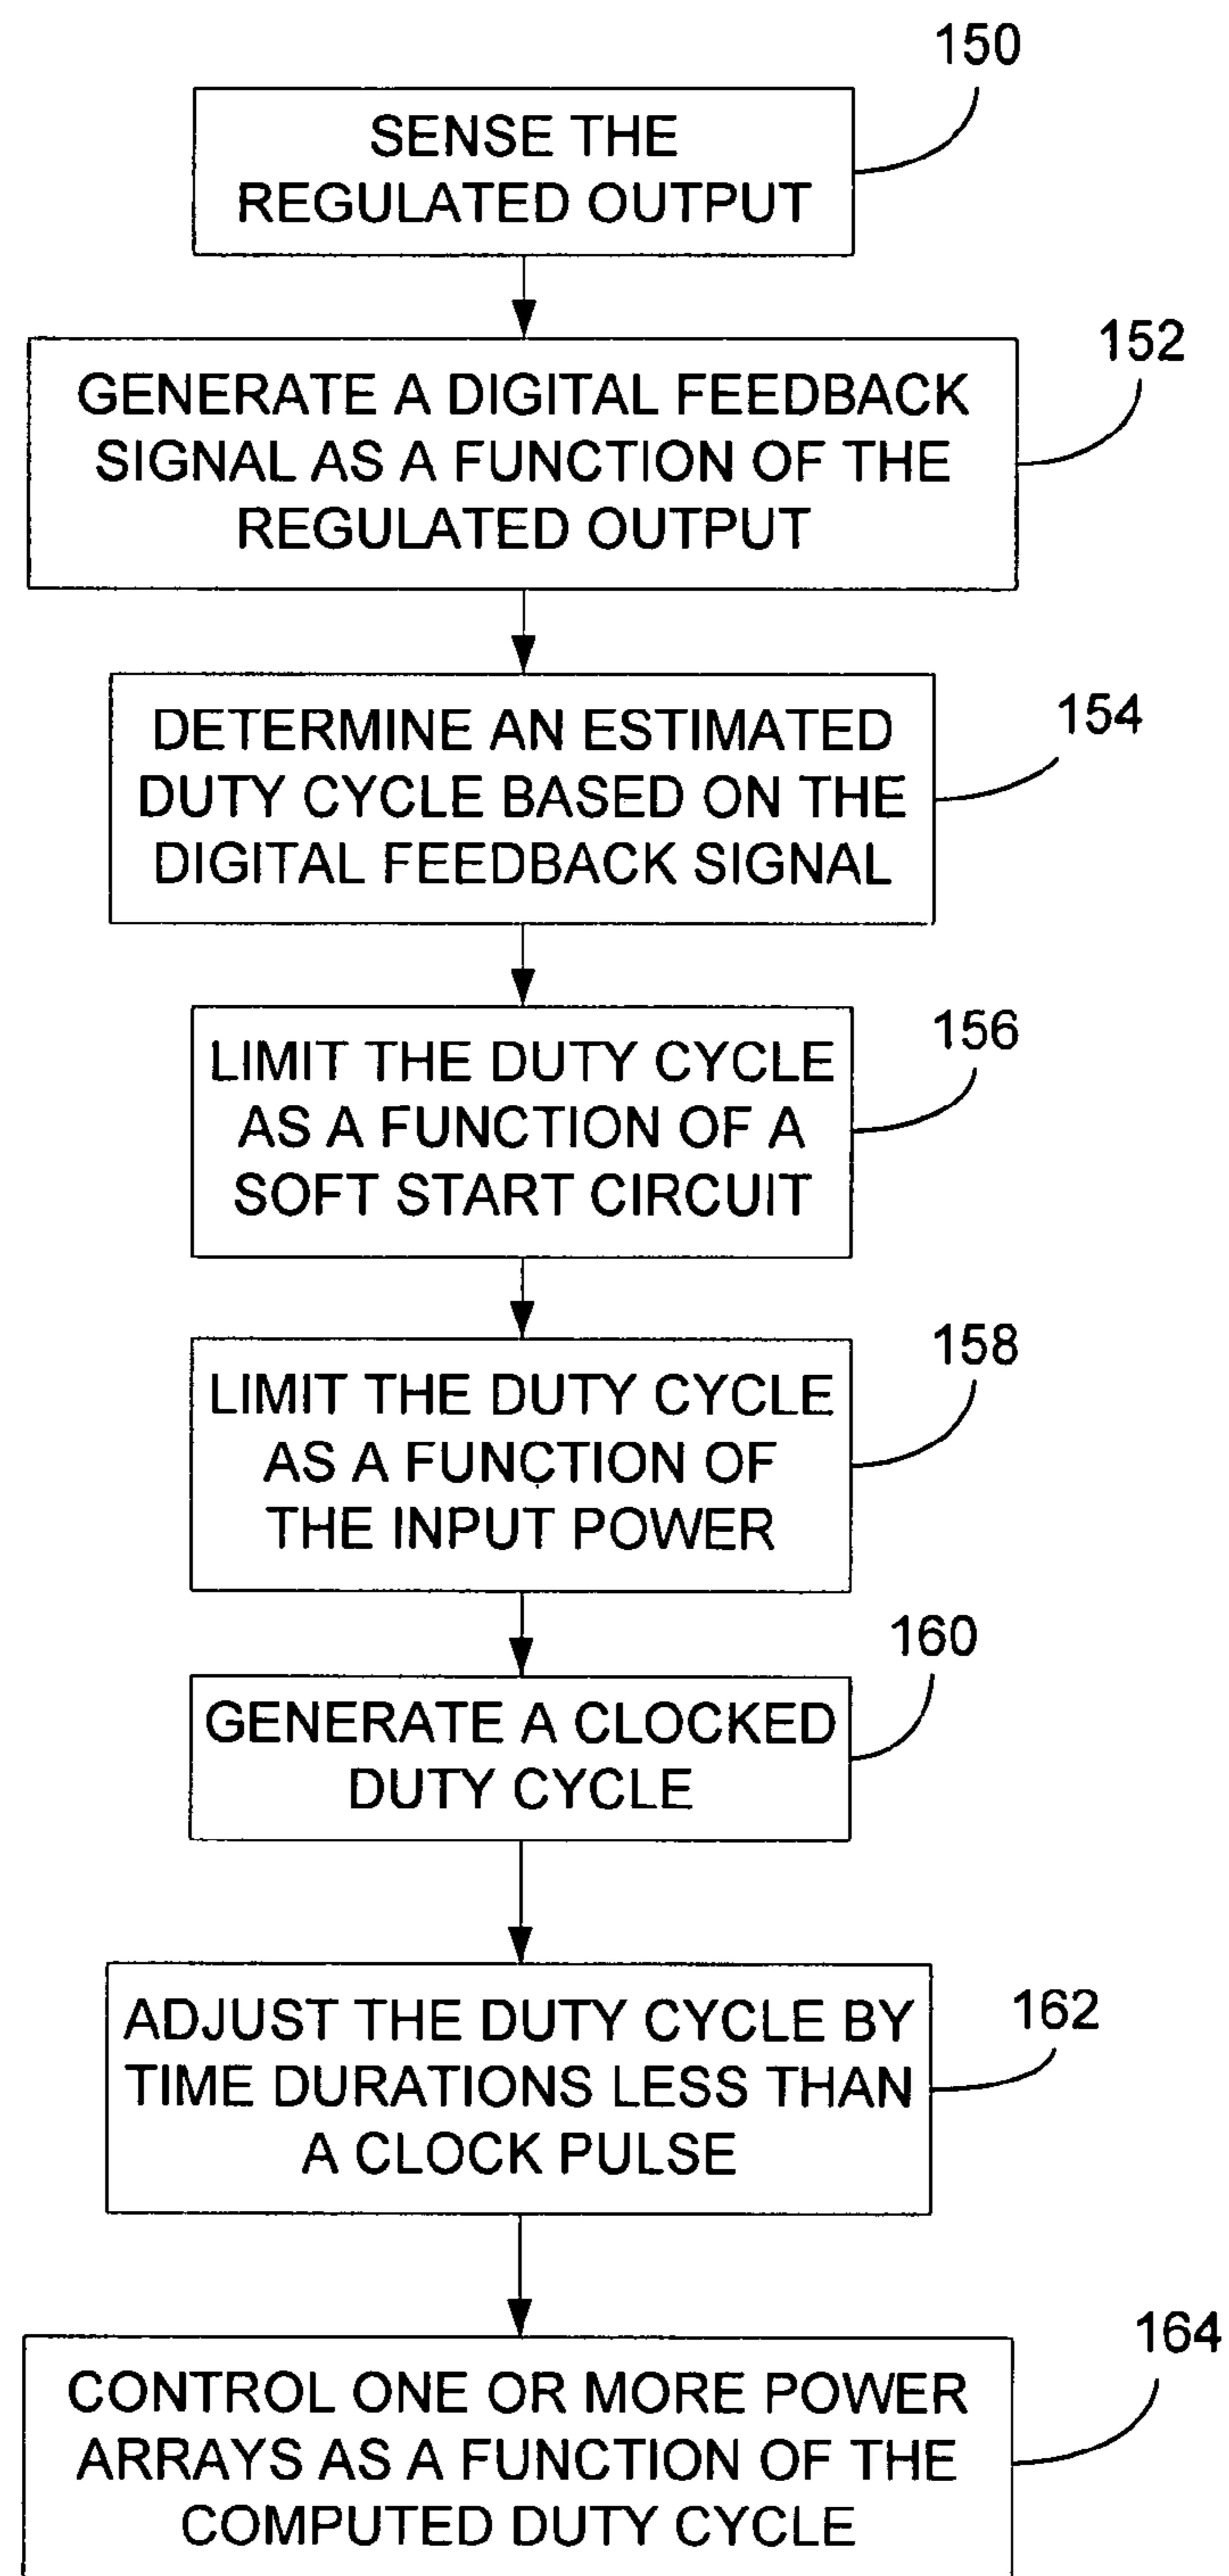 150
SENSE THE
REGULATED OUTPUT
152
GENERATE A DIGITAL FEEDBACK
SIGNAL AS A FUNCTION OF THE
REGULATED OUTPUT
154
DETERMINE AN ESTIMATED
DUTY CYCLE BASED ON THE
DIGITAL FEEDBACK SIGNAL
156
LIMIT THE DUTY CYCLE
AS A FUNCTION OF A
SOFT START CIRCUIT
158
LIMIT THE DUTY CYCLE
AS A FUNCTION OF
THE INPUT POWER
160
GENERATE A CLOCKED
DUTY CYCLE
162
ADJUST THE DUTY CYCLE BY
TIME DURATIONS LESS THAN
A CLOCK PULSE
164
CONTROL ONE OR MORE POWER
ARRAYS AS A FUNCTION OF THE
COMPUTED DUTY CYCLE